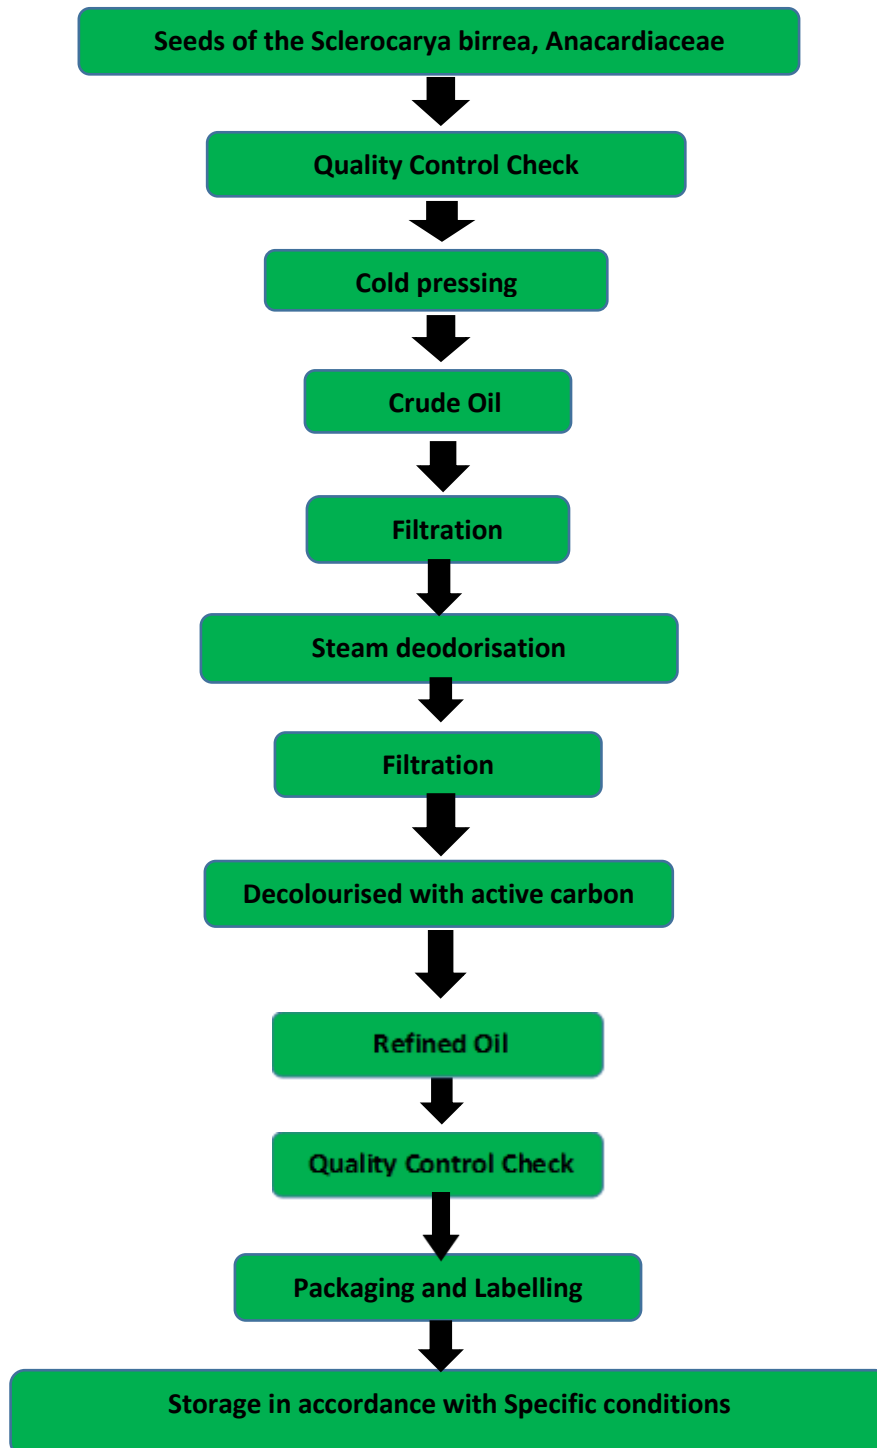 Seeds of the Sclerocarya birrea, Anacardiaceae
Quality Control Check
Cold pressing
Crude Oil
Filtration
Steam deodorisation
Filtration
Decolourised with active carbon
Refined Oil
Quality Control Check
Packaging and Labelling
Storage in accordance with Specific conditions